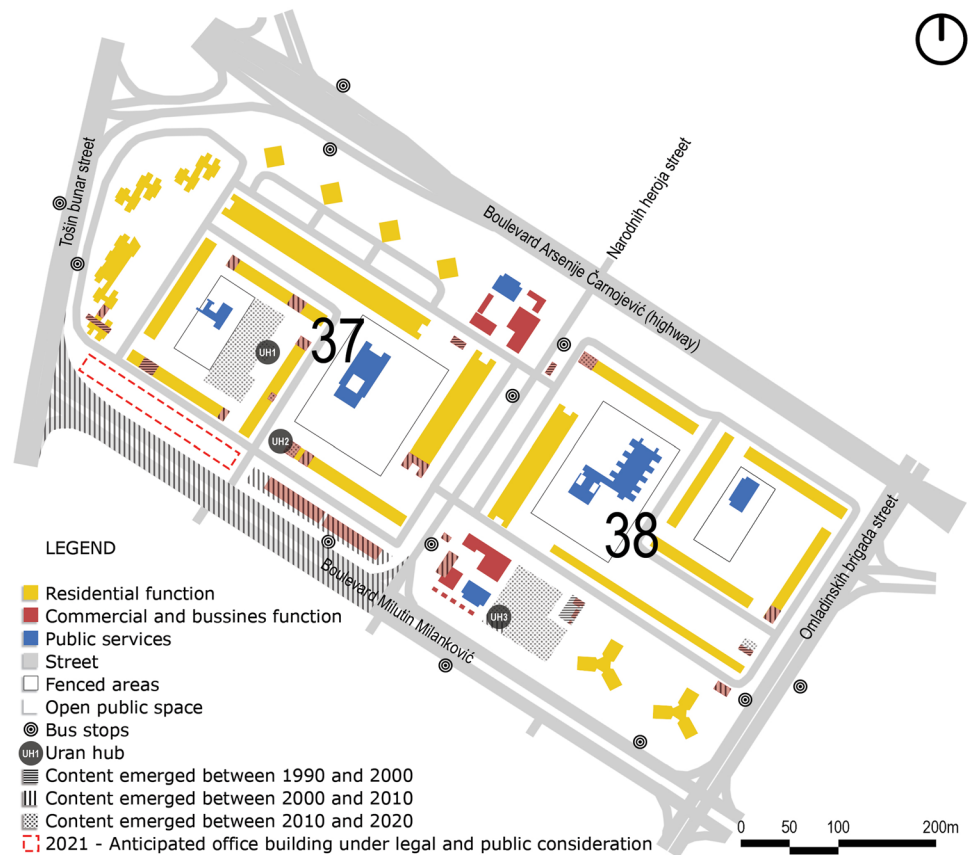 Tošin bunar street
Boulevard Arsenije Čarnojević (highway)
Narodnih heroja street
37
UH1
UH2
38
Omladinskih brigada street
Boulevard Milutin Milanković
UH3
LEGEND
Residential function
Commercial and bussines function
Public services
Street
Fenced areas
Open public space
Bus stops
UH1 Uran hub
Content emerged between 1990 and 2000
Content emerged between 2000 and 2010
Content emerged between 2010 and 2020
2021 - Anticipated office building under legal and public consideration
0 50 100 200m